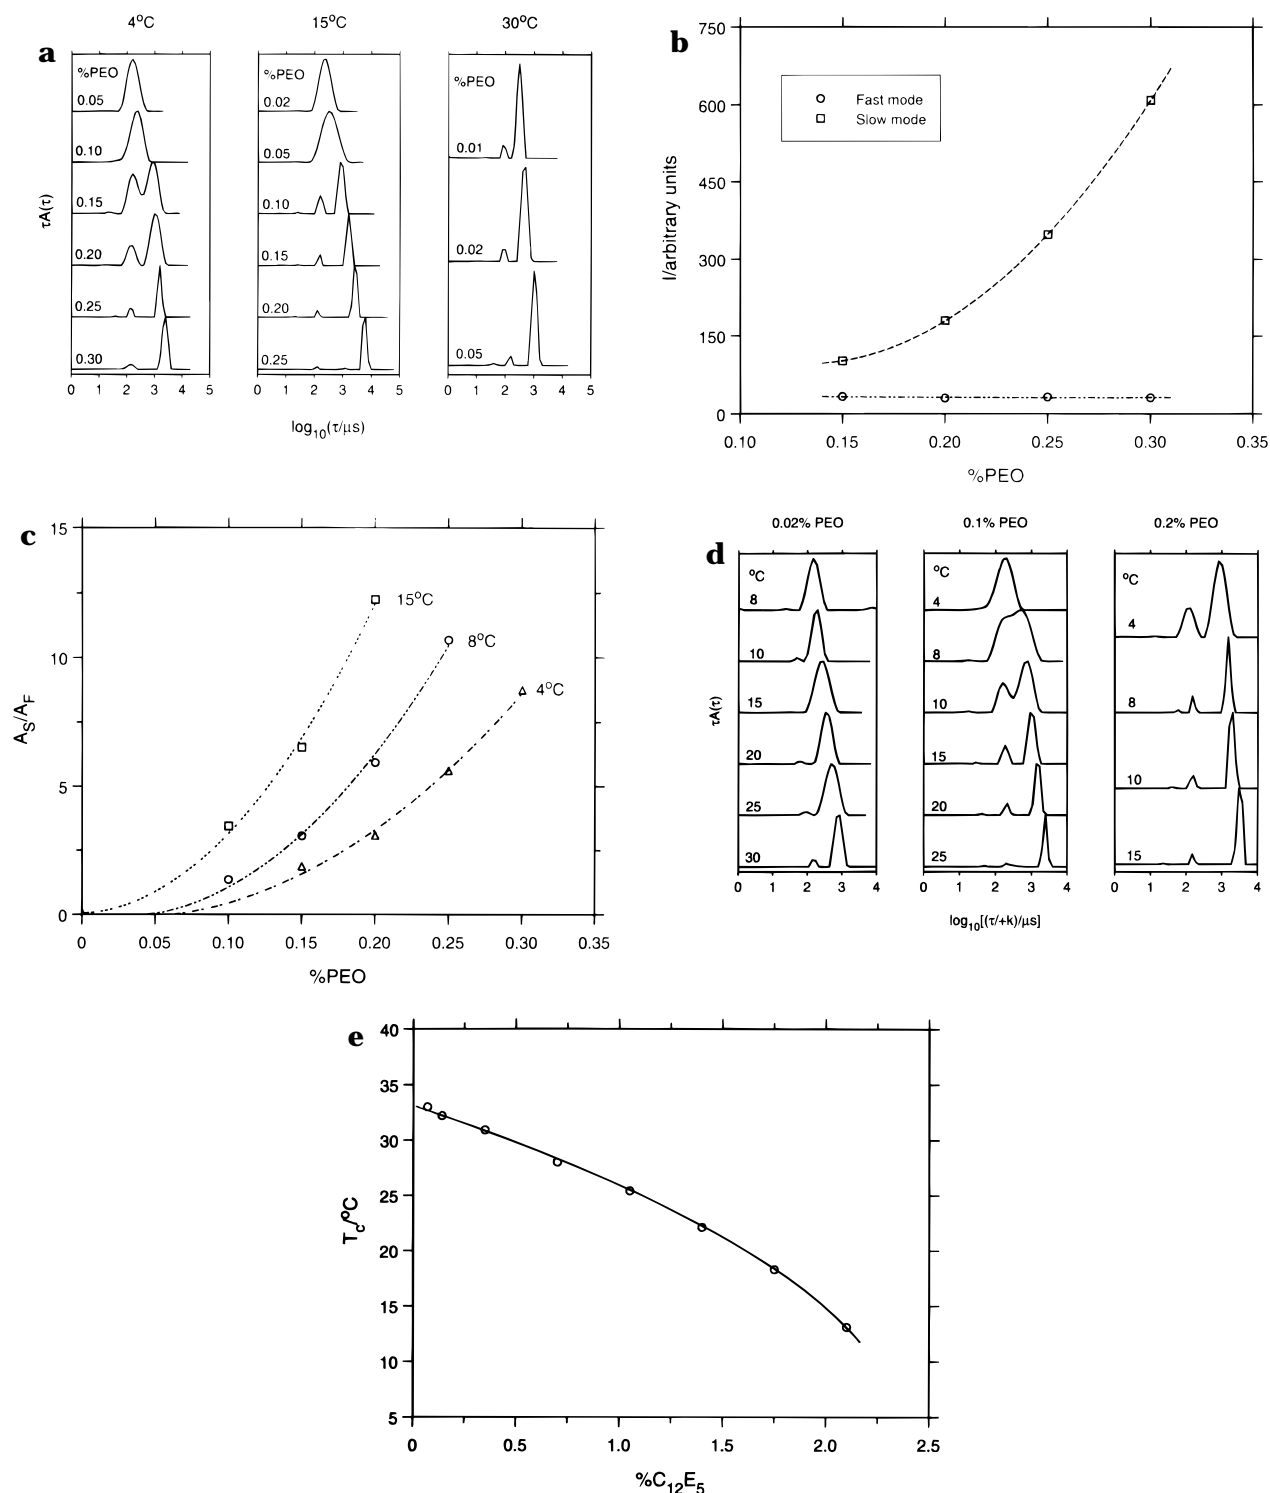 4°C 15°C 30°C
a
%PEO
0.05
0.10
0.15
0.20
0.25
0.30
%PEO
0.02
0.05
0.10
0.15
0.20
0.25
%PEO
0.01
0.02
0.05
τA(τ)
0 1 2 3 4 5
0 1 2 3 4 5
0 1 2 3 4 5
log10(τ/μs)
b
750
600
450
300
150
0
I/arbitrary units
Fast mode
Slow mode
0.10 0.15 0.20 0.25 0.30 0.35
%PEO
c
15
10
5
0
AS/AF
15°C
8°C
4°C
0 0.05 0.10 0.15 0.20 0.25 0.30 0.35
%PEO
0.02% PEO 0.1% PEO 0.2% PEO
d
°C
8
10
15
20
25
30
°C
4
8
10
15
20
25
°C
4
8
10
15
τA(τ)
0 1 2 3 4
0 1 2 3 4
0 1 2 3 4
log10[(τ/+k)/μs]
e
40
35
30
25
20
15
10
5
Tc/°C
0 0.5 1.0 1.5 2.0 2.5
%C12E5